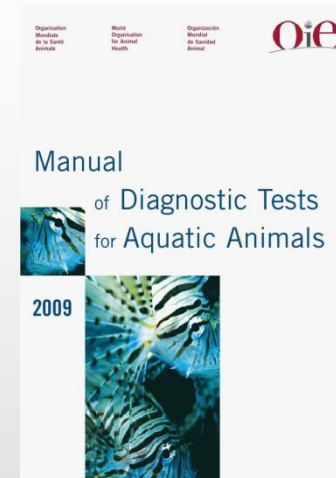 Organisation
Mondiale
de la Santé
Animale
World
Organisation
for Animal
Health
Organización
Mundial
de Sanidad
Animal
Oie
Manual
of Diagnostic Tests
for Aquatic Animals
2009